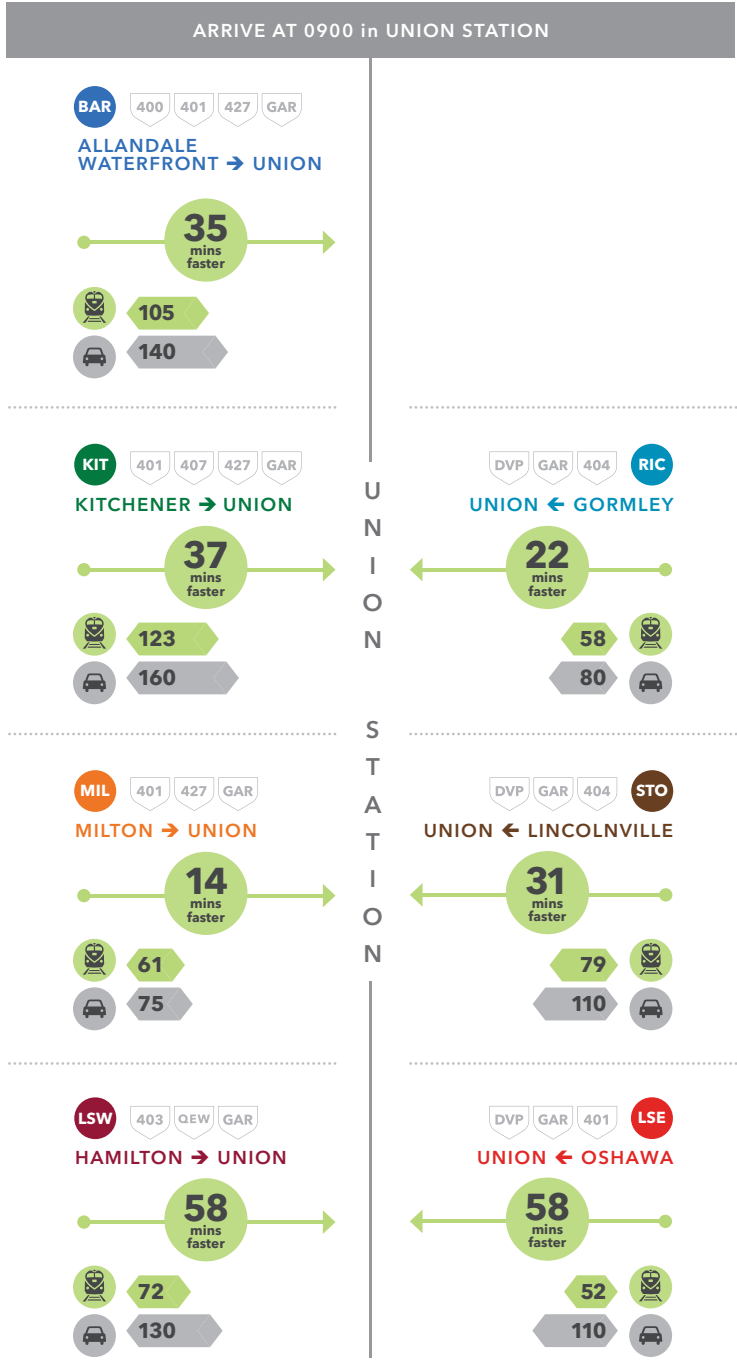 ARRIVE AT 0900 in UNION STATION
BAR 400 401 427 GAR
ALLANDALE
WATERFRONT ➔ UNION
35
mins
faster
105
140
KIT 401 407 427 GAR
KITCHENER ➔ UNION
37
mins
faster
123
160
MIL 401 427 GAR
MILTON ➔ UNION
14
mins
faster
61
75
LSW 403 QEW GAR
HAMILTON ➔ UNION
58
mins
faster
72
130
UNION
STATION
DVP GAR 404 RIC
UNION ← GORMLEY
22
mins
faster
58
80
DVP GAR 404 STO
UNION ← LINCOLNVILLE
31
mins
faster
79
110
DVP GAR 401 LSE
UNION ← OSHAWA
58
mins
faster
52
110